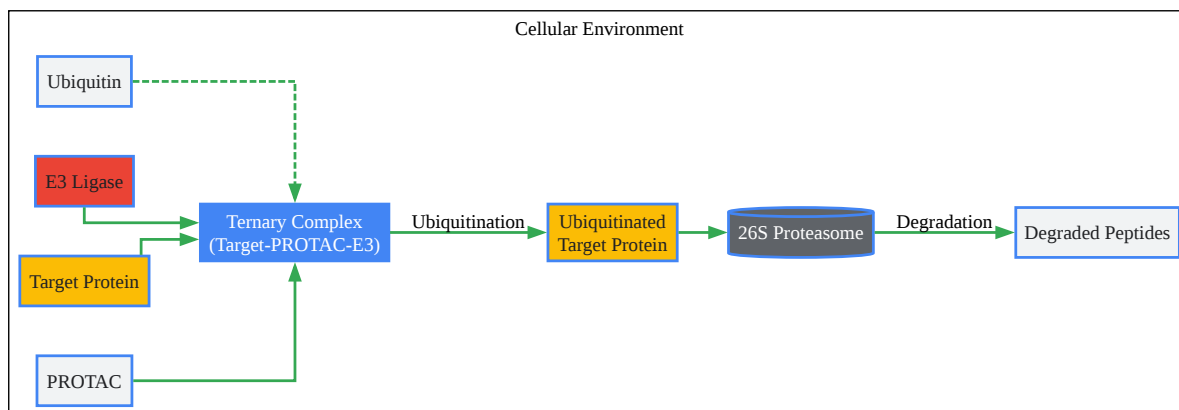 Cellular Environment
Ubiquitin
E3 Ligase
Target Protein
PROTAC
Ternary Complex
(Target-PROTAC-E3)
Ubiquitination
Ubiquitinated
Target Protein
26S Proteasome
Degradation
Degraded Peptides